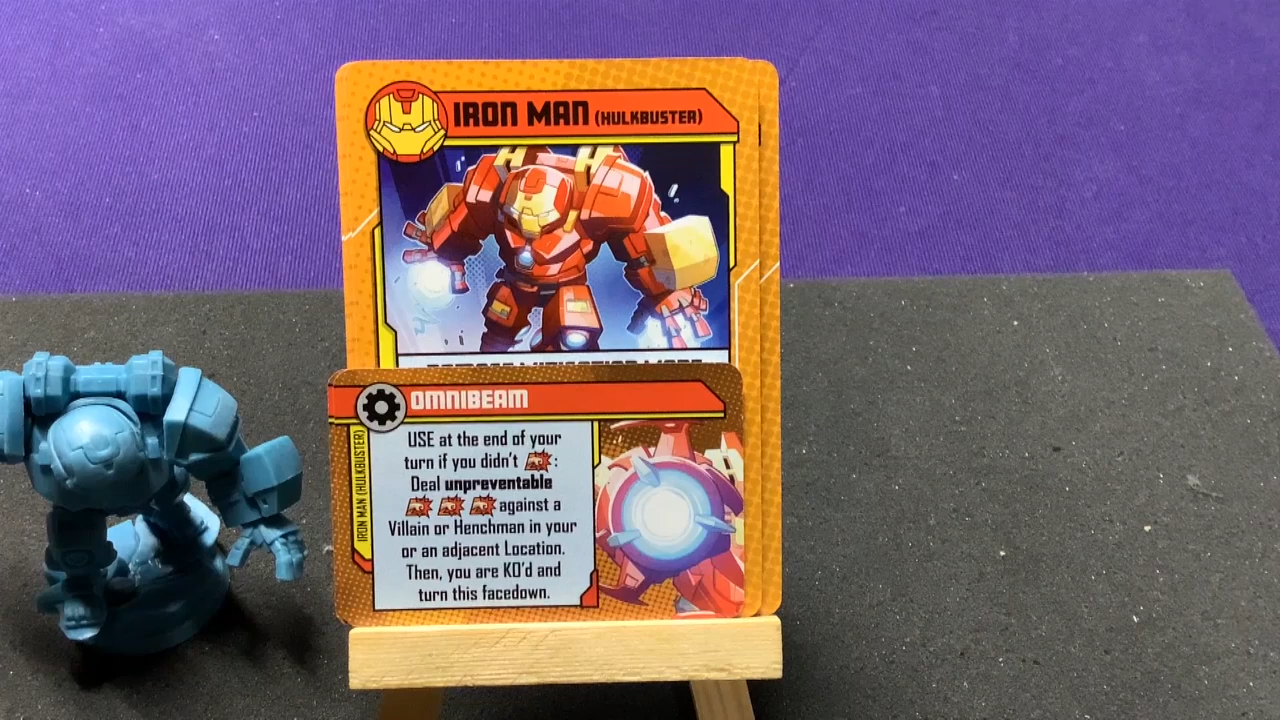 IRON MAN (HULKBUSTER)
OMNIBEAM
IRON MAN (HULKBUSTER)
USE at the end of your
turn if you didn't :
Deal unpreventable
against a
Villain or Henchman in your
or an adjacent Location.
Then, you are KO'd and
turn this facedown.